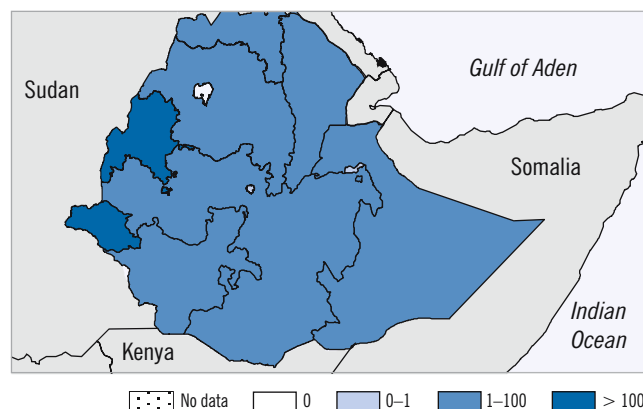 Gulf of Aden
Sudan
Somalia
Indian
Ocean
Kenya
No data 0 0–1 1–100 > 100